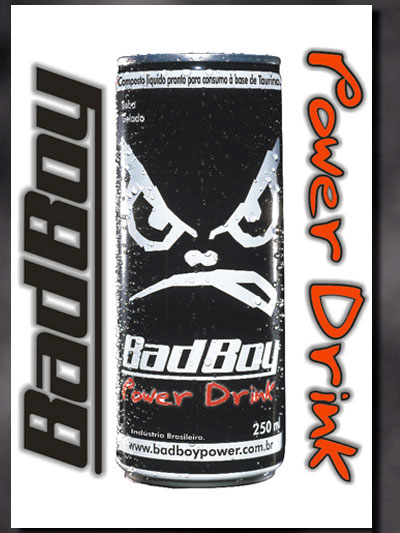 BadBoy
Composto líquido pronto para consumo à base de Taurina.
Beba
Gelado
BadBoy
Power Drink
250 ml
Indústria Brasileira.
www.badboypower.com.br
Power Drink